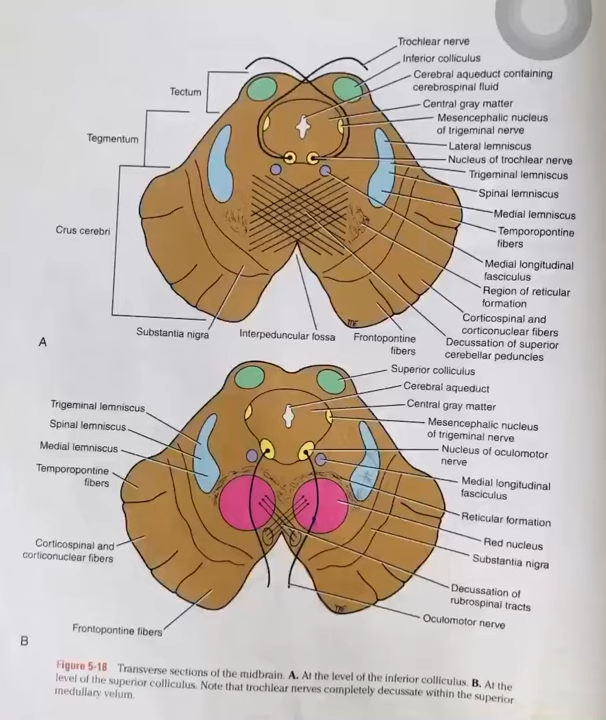 Trochlear nerve
Inferior colliculus
Cerebral aqueduct containing
cerebrospinal fluid
Tectum
Central gray matter
Mesencephalic nucleus
of trigeminal nerve
Tegmentum
Lateral lemniscus
Nucleus of trochlear nerve
Trigeminal lemniscus
Spinal lemniscus
Medial lemniscus
Crus cerebri
Temporopontine
fibers
Medial longitudinal
fasciculus
Region of reticular
formation
Corticospinal and
corticonuclear fibers
Substantia nigra
Interpeduncular fossa
Frontopontine
fibers
Decussation of superior
cerebellar peduncies
A
Superior colliculus
Cerebral aqueduct
Central gray matter
Mesencephalic nucleus
of trigeminal nerve
Nucleus of oculomotor
nerve
Medial longitudinal
fasciculus
Reticular formation
Red nucleus
Substantia nigra
Decussation of
rubrospinal tracts
Oculomotor nerve
Trigeminal lemniscus
Spinal lemniscus
Medial lemniscus
Temporopontine
fibers
Corticospinal and
corticonuclear fibers
Frontopontine fibers
B
Figure 5-18 Transverse sections of the midbrain. A. At the level of the inferior colliculus. B. At the
level of the superior colliculus. Note that trochlear nerves completely decussate within the superior
medullary velum.